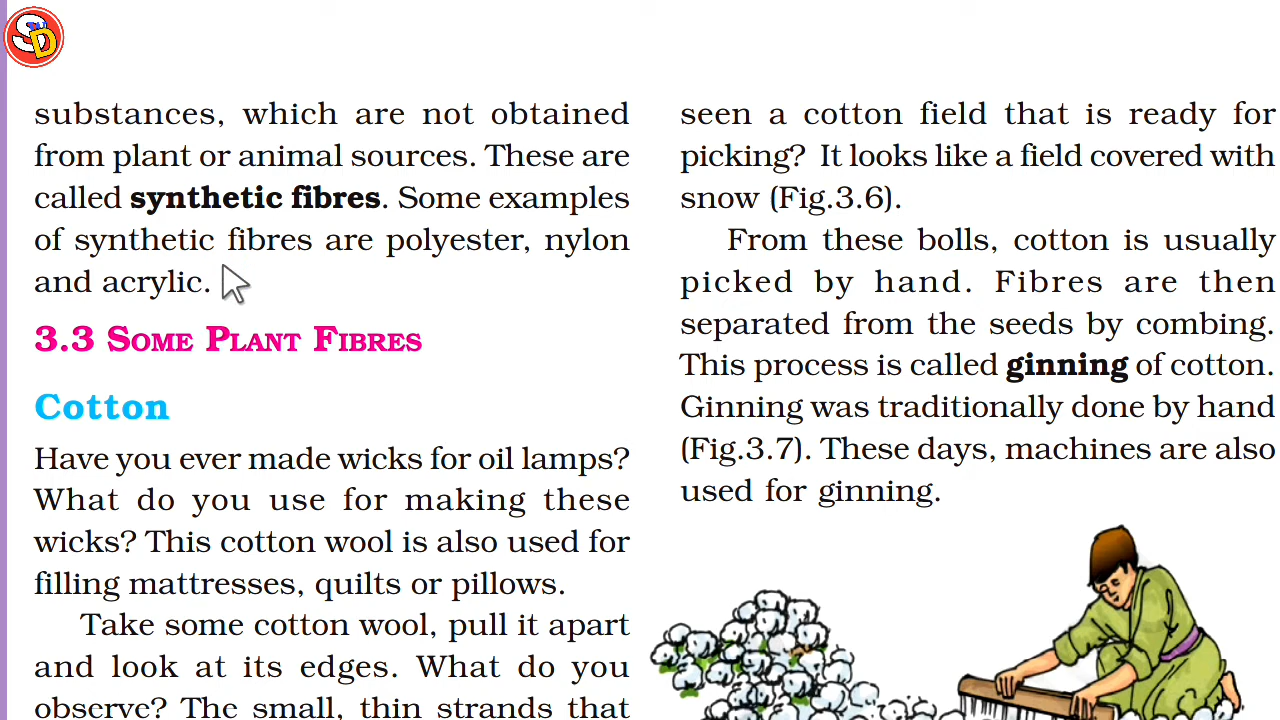 SD
substances, which are not obtained
from plant or animal sources. These are
called synthetic fibres. Some examples
of synthetic fibres are polyester, nylon
and acrylic.
3.3 SOME PLANT FIBRES
Cotton
Have you ever made wicks for oil lamps?
What do you use for making these
wicks? This cotton wool is also used for
filling mattresses, quilts or pillows.
Take some cotton wool, pull it apart
and look at its edges. What do you
observe? The small, thin strands that
seen a cotton field that is ready for
picking? It looks like a field covered with
snow (Fig.3.6).
From these bolls, cotton is usually
picked by hand. Fibres are then
separated from the seeds by combing.
This process is called ginning of cotton.
Ginning was traditionally done by hand
(Fig.3.7). These days, machines are also
used for ginning.